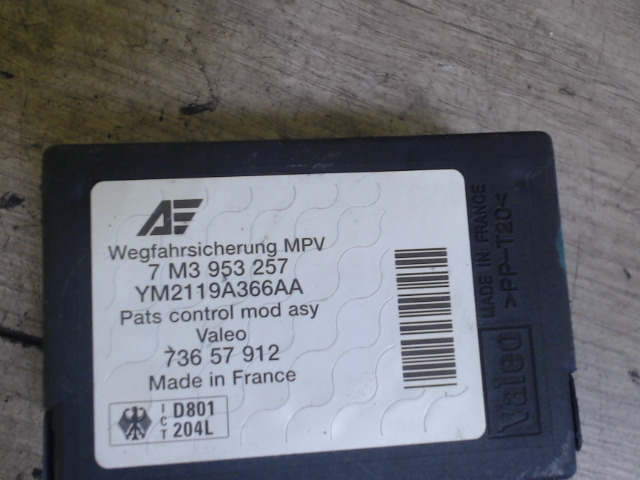 AE
Wegfahrsicherung MPV
7 M3 953 257
YM2119A366AA
Pats control mod asy
Valeo
736 57 912
Made in France
ICT
D801
204L
MADE IN FRANCE
>PP-T20<
Valeo